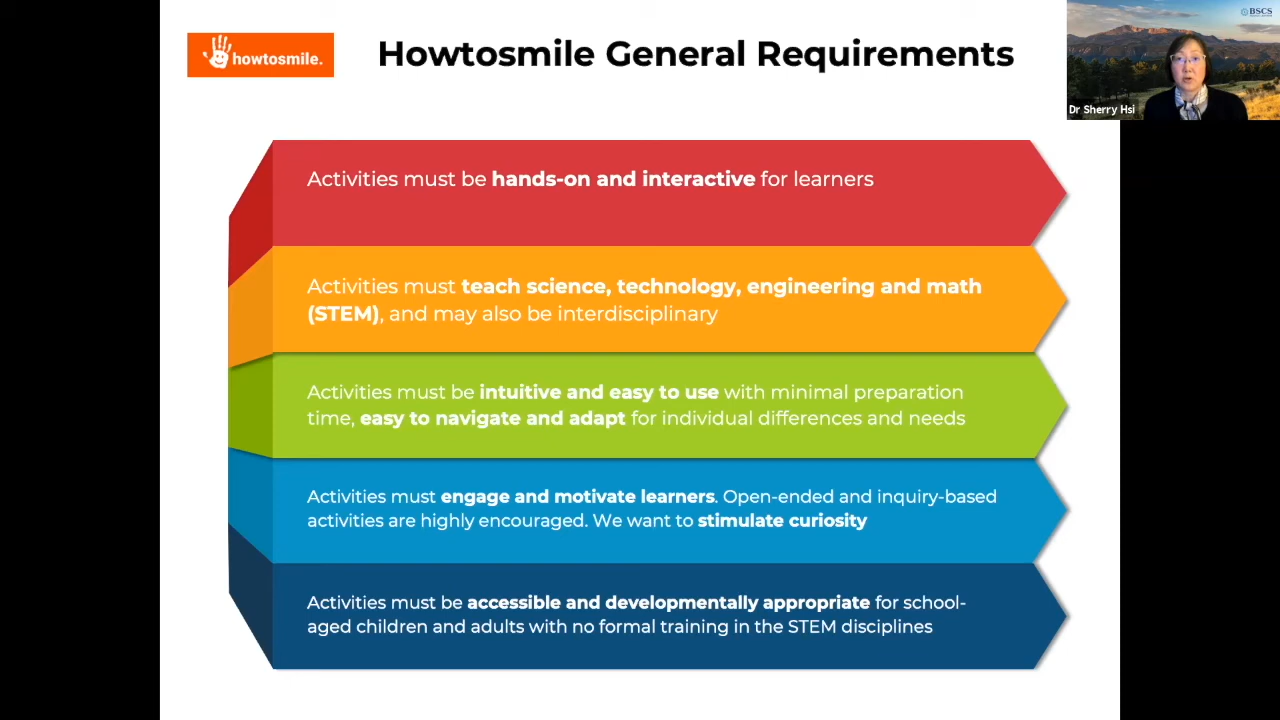 howtosmile.
Howtosmile General Requirements
BSCS
Dr Sherry Hsi
Activities must be hands-on and interactive for learners
Activities must teach science, technology, engineering and math
(STEM), and may also be interdisciplinary
Activities must be intuitive and easy to use with minimal preparation
time, easy to navigate and adapt for individual differences and needs
Activities must engage and motivate learners. Open-ended and inquiry-based
activities are highly encouraged. We want to stimulate curiosity
Activities must be accessible and developmentally appropriate for school-
aged children and adults with no formal training in the STEM disciplines